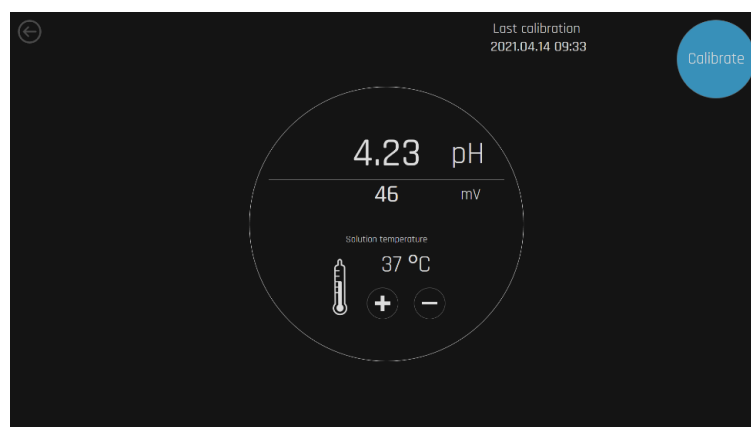 Last calibration
2021.04.14 09:33
Calibrate
4.23 pH
46 mV
Solution temperature
37 °C